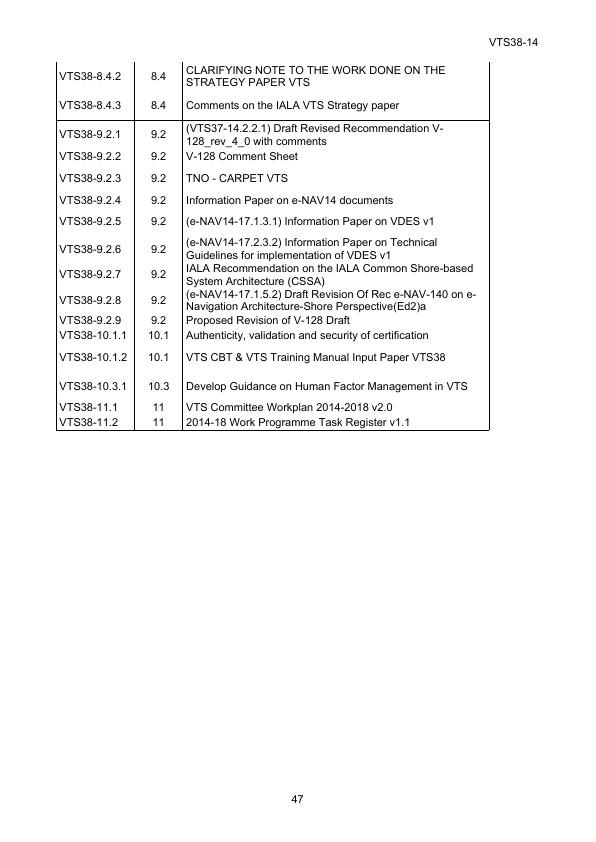 VTS38-14
VTS38-8.4.2 8.4 CLARIFYING NOTE TO THE WORK DONE ON THE
STRATEGY PAPER VTS
VTS38-8.4.3 8.4 Comments on the IALA VTS Strategy paper
VTS38-9.2.1 9.2 (VTS37-14.2.2.1) Draft Revised Recommendation V-
128_rev_4_0 with comments
VTS38-9.2.2 9.2 V-128 Comment Sheet
VTS38-9.2.3 9.2 TNO - CARPET VTS
VTS38-9.2.4 9.2 Information Paper on e-NAV14 documents
VTS38-9.2.5 9.2 (e-NAV14-17.1.3.1) Information Paper on VDES v1
VTS38-9.2.6 9.2 (e-NAV14-17.2.3.2) Information Paper on Technical
Guidelines for implementation of VDES v1
VTS38-9.2.7 9.2 IALA Recommendation on the IALA Common Shore-based
System Architecture (CSSA)
VTS38-9.2.8 9.2 (e-NAV14-17.1.5.2) Draft Revision Of Rec e-NAV-140 on e-
Navigation Architecture-Shore Perspective(Ed2)a
VTS38-9.2.9 9.2 Proposed Revision of V-128 Draft
VTS38-10.1.1 10.1 Authenticity, validation and security of certification
VTS38-10.1.2 10.1 VTS CBT & VTS Training Manual Input Paper VTS38
VTS38-10.3.1 10.3 Develop Guidance on Human Factor Management in VTS
VTS38-11.1 11 VTS Committee Workplan 2014-2018 v2.0
VTS38-11.2 11 2014-18 Work Programme Task Register v1.1
47